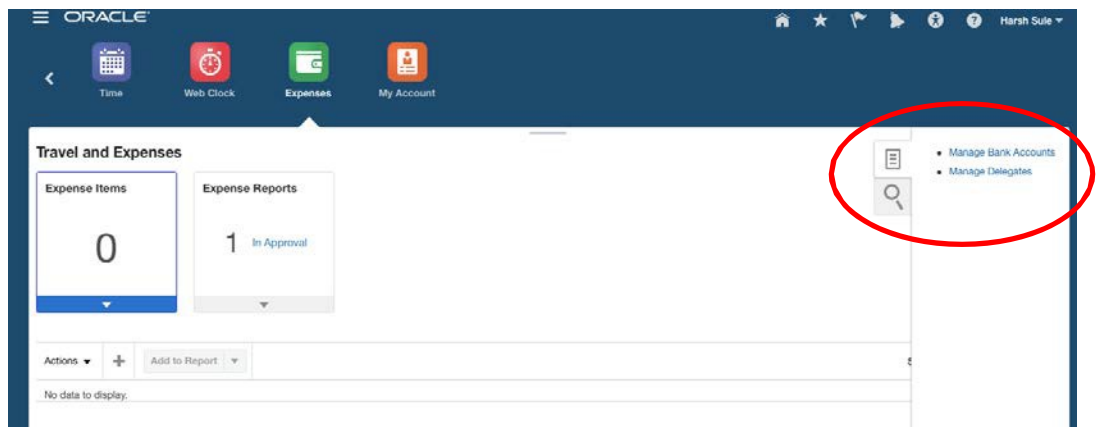 ORACLE
Harsh Sule
Time
Web Clock
Expenses
My Account
Travel and Expenses
Expense Items
Expense Reports
0
1 In Approval
Manage Bank Accounts
Manage Delegates
Actions
Add to Report
No data to display.